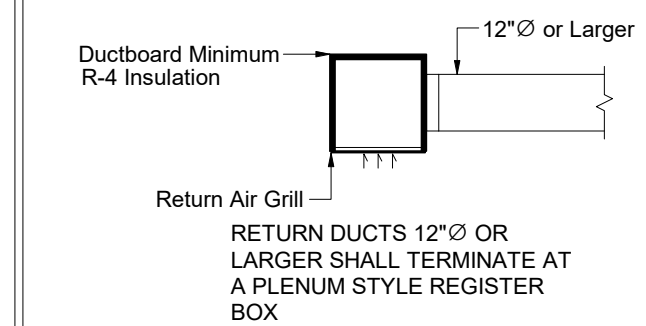 12"Ø or Larger
Ductboard Minimum
R-4 Insulation
Return Air Grill
RETURN DUCTS 12"Ø OR
LARGER SHALL TERMINATE AT
A PLENUM STYLE REGISTER
BOX